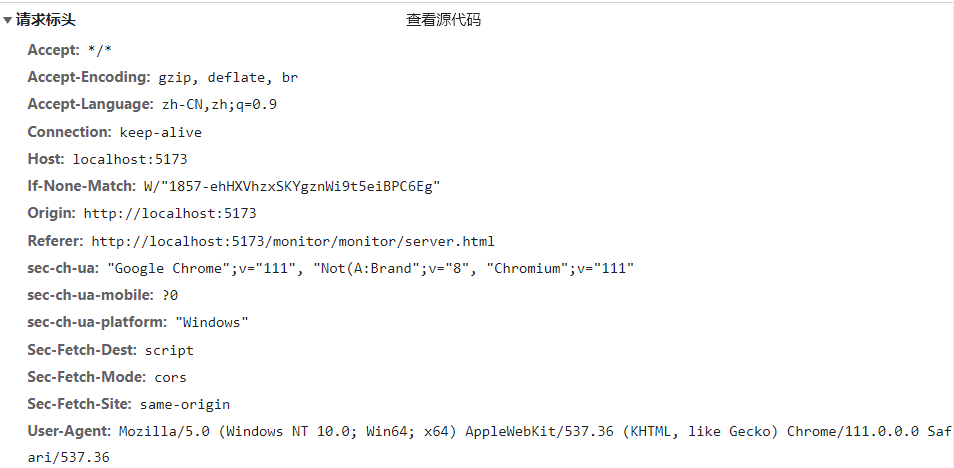 请求标头 查看源代码
Accept: */*
Accept-Encoding: gzip, deflate, br
Accept-Language: zh-CN,zh;q=0.9
Connection: keep-alive
Host: localhost:5173
If-None-Match: W/"1857-ehHXVhzxSKYgznWi9t5eiBPC6Eg"
Origin: http://localhost:5173
Referer: http://localhost:5173/monitor/monitor/server.html
sec-ch-ua: "Google Chrome";v="111", "Not(A:Brand";v="8", "Chromium";v="111"
sec-ch-ua-mobile: ?0
sec-ch-ua-platform: "Windows"
Sec-Fetch-Dest: script
Sec-Fetch-Mode: cors
Sec-Fetch-Site: same-origin
User-Agent: Mozilla/5.0 (Windows NT 10.0; Win64; x64) AppleWebKit/537.36 (KHTML, like Gecko) Chrome/111.0.0.0 Saf
ari/537.36